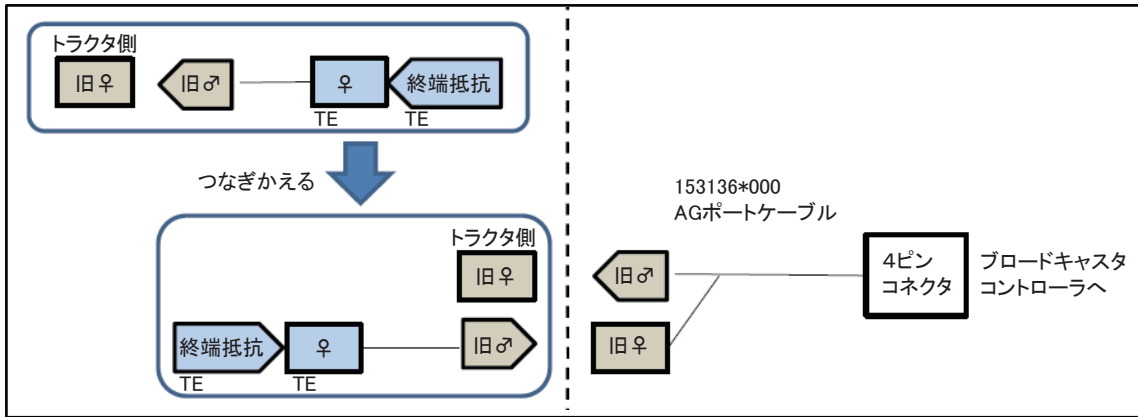 トラクタ側
旧♀
旧♂
♀
終端抵抗
TE
TE
つなぎかえる
トラクタ側
旧♀
終端抵抗
♀
旧♂
TE
TE
153136*000
AGポートケーブル
旧♂
旧♀
4ピン
コネクタ
ブロードキャスタ
コントローラへ